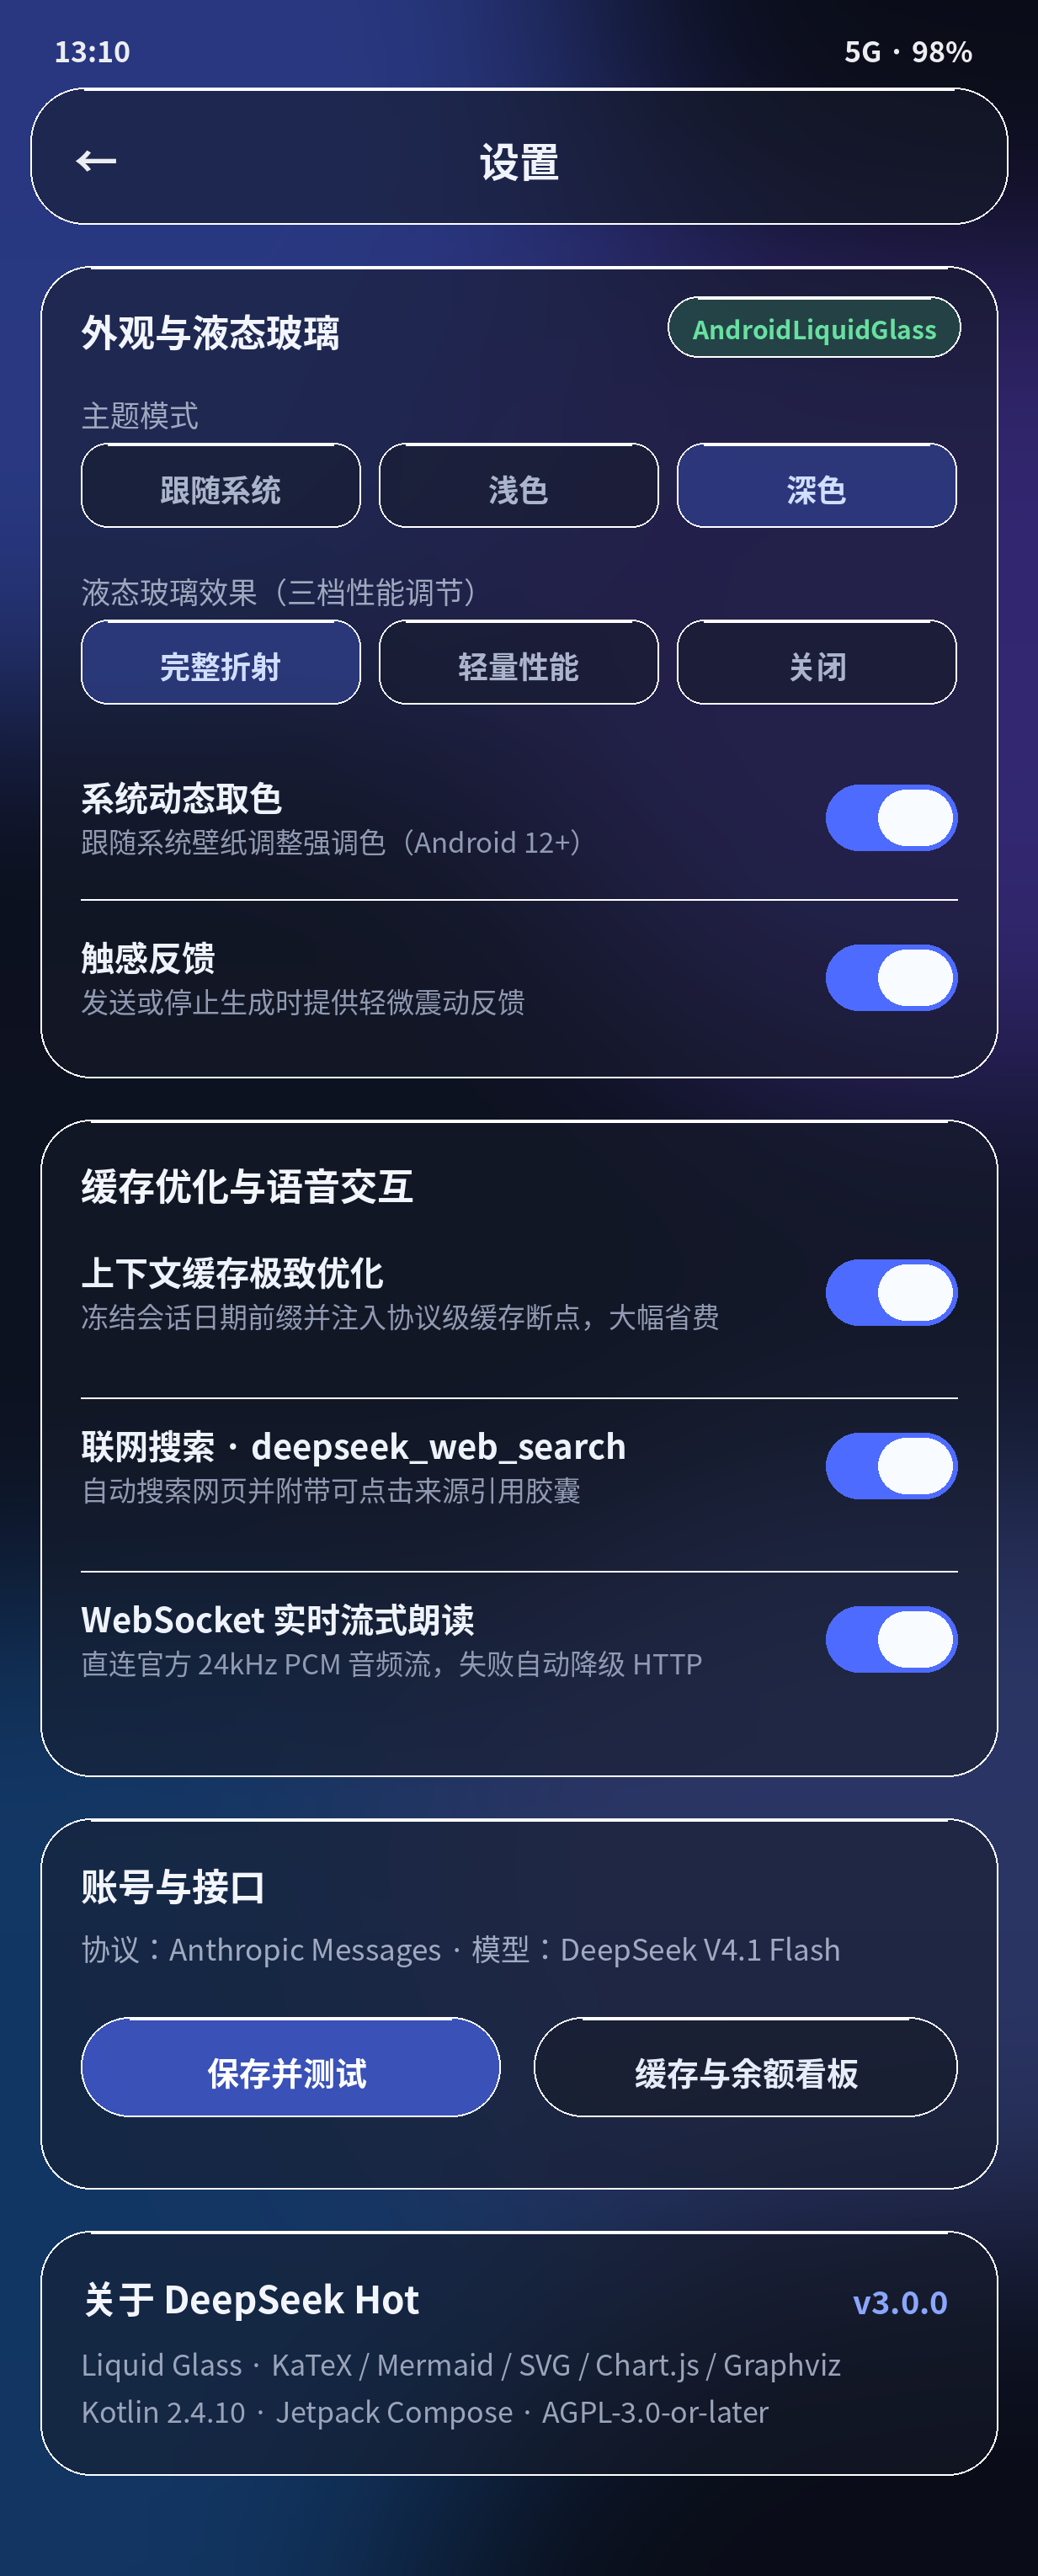 13:10
5G · 98%
←
设置
外观与液态玻璃
AndroidLiquidGlass
主题模式
跟随系统
浅色
深色
液态玻璃效果（三档性能调节）
完整折射
轻量性能
关闭
系统动态取色
跟随系统壁纸调整强调色（Android 12+）
触感反馈
发送或停止生成时提供轻微震动反馈
缓存优化与语音交互
上下文缓存极致优化
冻结会话日期前缀并注入协议级缓存断点，大幅省费
联网搜索 · deepseek_web_search
自动搜索网页并附带可点击来源引用胶囊
WebSocket 实时流式朗读
直连官方 24kHz PCM 音频流，失败自动降级 HTTP
账号与接口
协议：Anthropic Messages · 模型：DeepSeek V4.1 Flash
保存并测试
缓存与余额看板
关于 DeepSeek Hot
v3.0.0
Liquid Glass · KaTeX / Mermaid / SVG / Chart.js / Graphviz
Kotlin 2.4.10 · Jetpack Compose · AGPL-3.0-or-later